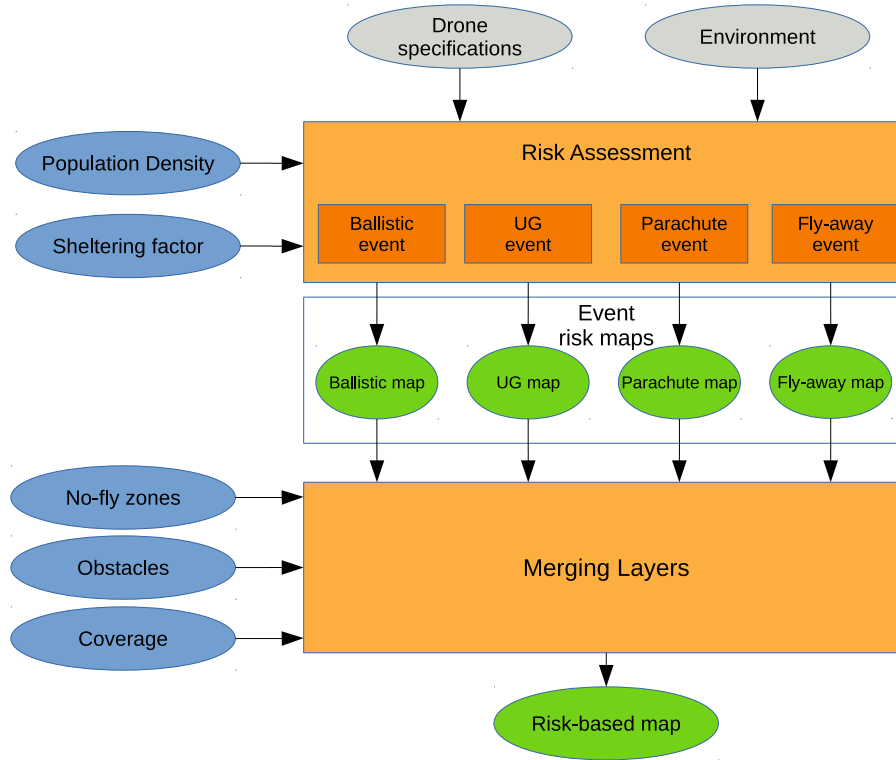 Drone
specifications
Environment
Population Density
Risk Assessment
Sheltering factor
Ballistic
event
UG
event
Parachute
event
Fly-away
event
Event
risk maps
Ballistic map
UG map
Parachute map
Fly-away map
No-fly zones
Obstacles
Merging Layers
Coverage
Risk-based map